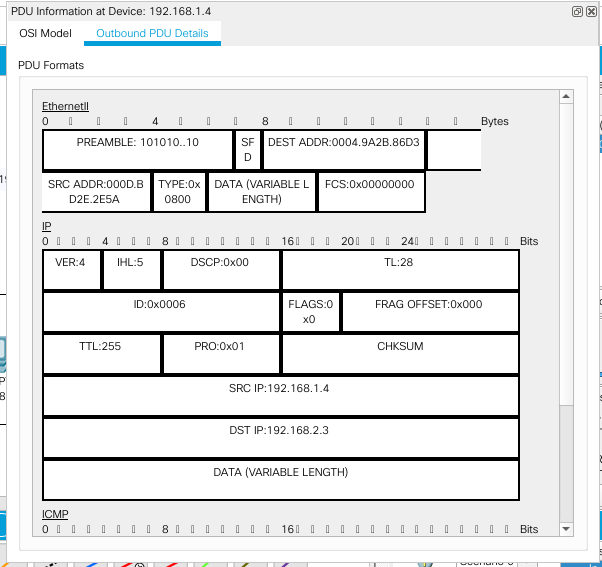 PDU Information at Device: 192.168.1.4
OSI Model
Outbound PDU Details
PDU Formats
EthernetII
0 4 8 Bytes
PREAMBLE: 101010..10
SF
D
DEST ADDR:0004.9A2B.86D3
SRC ADDR:000D.B
D2E.2E5A
TYPE:0x
0800
DATA (VARIABLE L
ENGTH)
FCS:0x00000000
IP
0 4 8 16 20 24 Bits
VER:4
IHL:5
DSCP:0x00
TL:28
ID:0x0006
FLAGS:0
x0
FRAG OFFSET:0x000
TTL:255
PRO:0x01
CHKSUM
SRC IP:192.168.1.4
DST IP:192.168.2.3
DATA (VARIABLE LENGTH)
ICMP
0 8 16 Bits